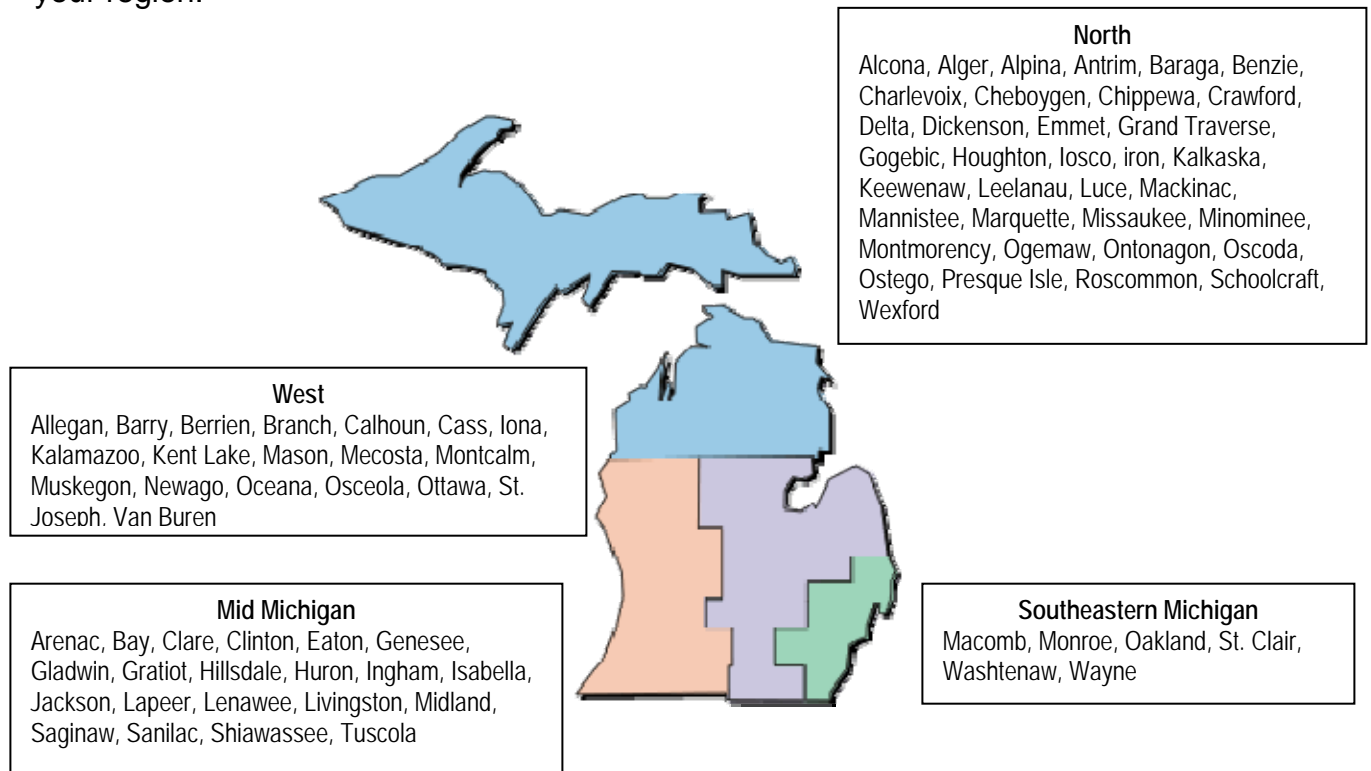 your region.
North
Alcona, Alger, Alpina, Antrim, Baraga, Benzie,
Charlevoix, Cheboygen, Chippewa, Crawford,
Delta, Dickenson, Emmet, Grand Traverse,
Gogebic, Houghton, Iosco, iron, Kalkaska,
Keewenaw, Leelanau, Luce, Mackinac,
Mannistee, Marquette, Missaukee, Minominee,
Montmorency, Ogemaw, Ontonagon, Oscoda,
Ostego, Presque Isle, Roscommon, Schoolcraft,
Wexford
West
Allegan, Barry, Berrien, Branch, Calhoun, Cass, Iona,
Kalamazoo, Kent Lake, Mason, Mecosta, Montcalm,
Muskegon, Newago, Oceana, Osceola, Ottawa, St.
Joseph, Van Buren
Mid Michigan
Arenac, Bay, Clare, Clinton, Eaton, Genesee,
Gladwin, Gratiot, Hillsdale, Huron, Ingham, Isabella,
Jackson, Lapeer, Lenawee, Livingston, Midland,
Saginaw, Sanilac, Shiawassee, Tuscola
Southeastern Michigan
Macomb, Monroe, Oakland, St. Clair,
Washtenaw, Wayne